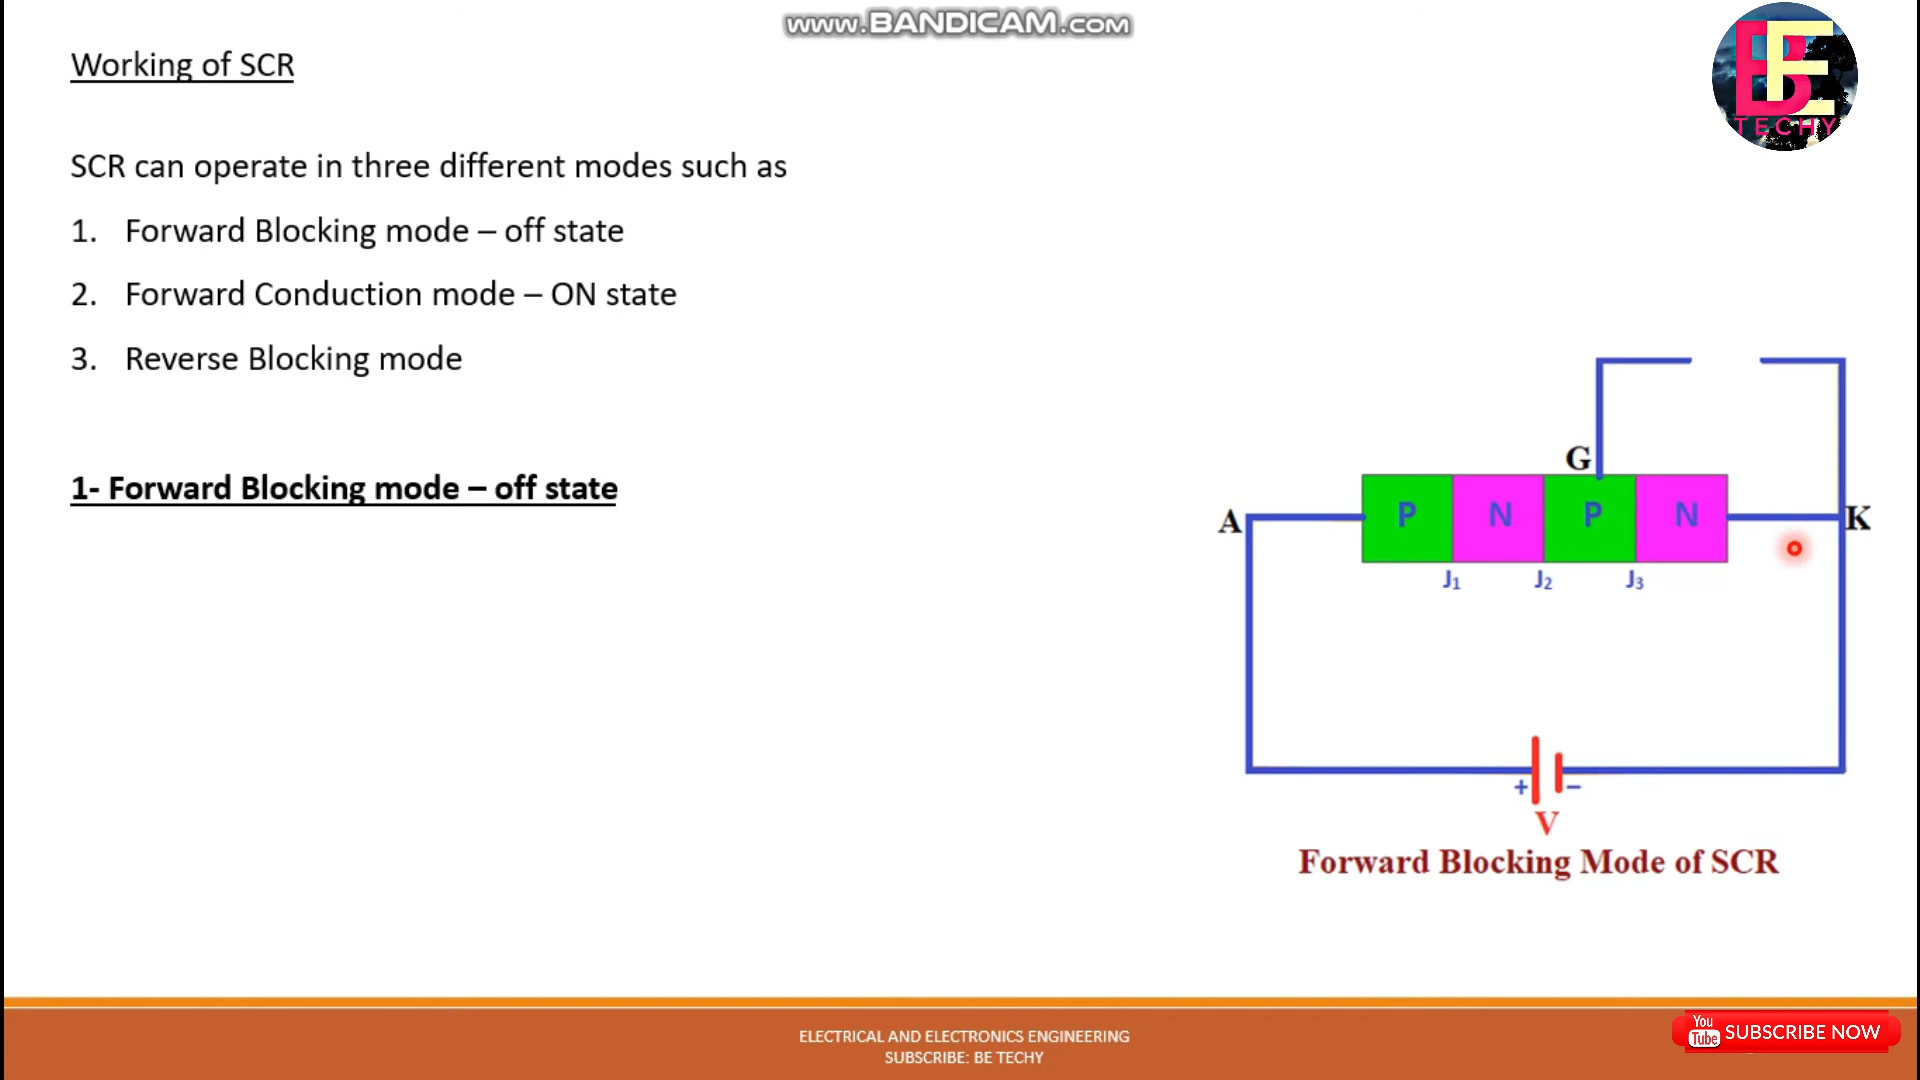 www.BANDICAM.com
BE
TECHY
Working of SCR
SCR can operate in three different modes such as
1. Forward Blocking mode – off state
2. Forward Conduction mode – ON state
3. Reverse Blocking mode
1- Forward Blocking mode – off state
G
A
P N P N
K
J₁ J₂ J₃
+ –
V
Forward Blocking Mode of SCR
ELECTRICAL AND ELECTRONICS ENGINEERING
SUBSCRIBE: BE TECHY
You
Tube SUBSCRIBE NOW